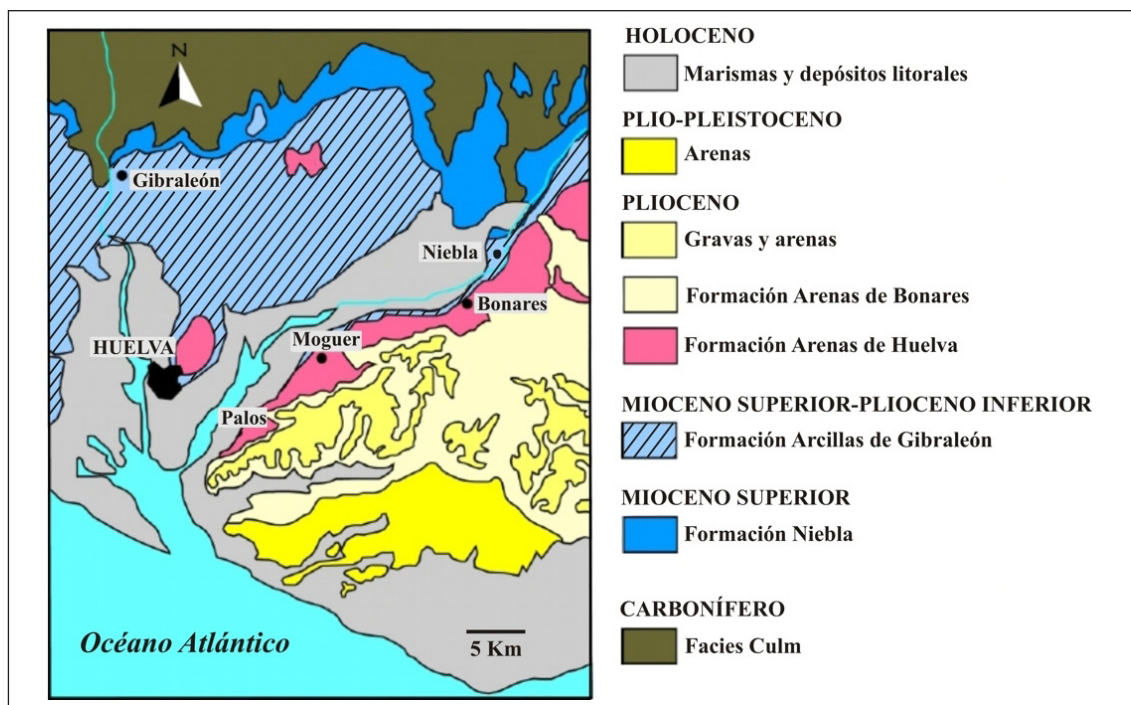 N
Gibraleón
Niebla
Bonares
HUELVA
Moguer
Palos
Océano Atlántico
5 Km
HOLOCENO
Marismas y depósitos litorales
PLIO-PLEISTOCENO
Arenas
PLIOCENO
Gravas y arenas
Formación Arenas de Bonares
Formación Arenas de Huelva
MIOCENO SUPERIOR-PLIOCENO INFERIOR
Formación Arcillas de Gibraleón
MIOCENO SUPERIOR
Formación Niebla
CARBONÍFERO
Facies Culm